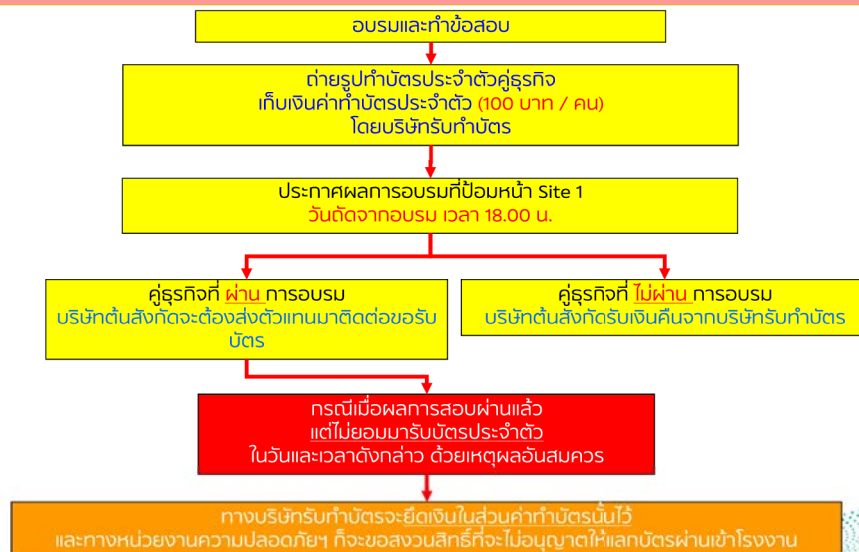 อบรมและทำข้อสอบ
ถ่ายรูปทำบัตรประจำตัวคู่ธุรกิจ
เก็บเงินค่าทำบัตรประจำตัว (100 บาท / คน)
โดยบริษัทรับทำบัตร
ประกาศผลการอบรมที่ป้อมหน้า Site 1
วันถัดจากอบรม เวลา 18.00 น.
คู่ธุรกิจที่ ผ่าน การอบรม
บริษัทต้นสังกัดจะต้องส่งตัวแทนมาติดต่อขอรับ
บัตร
คู่ธุรกิจที่ ไม่ผ่าน การอบรม
บริษัทต้นสังกัดรับเงินคืนจากบริษัทรับทำบัตร
กรณีเมื่อผลการสอบผ่านแล้ว
แต่ไม่ยอมมารับบัตรประจำตัว
ในวันและเวลาดังกล่าว ด้วยเหตุผลอันสมควร
ทางบริษัทรับทำบัตรจะยึดเงินในส่วนค่าทำบัตรนั้นไว้
และทางหน่วยงานความปลอดภัยฯ ก็จะขอสงวนสิทธิ์ที่จะไม่อนุญาตให้แลกบัตรผ่านเข้าโรงงาน